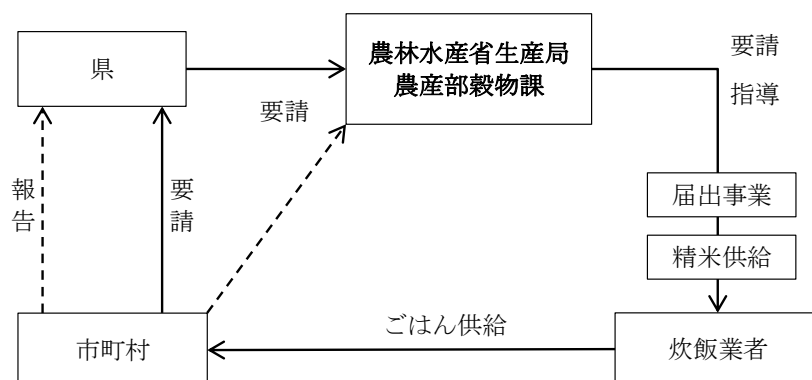 県
農林水産省生産局
農産部穀物課
要請
指導
要請
報告
要請
届出事業
精米供給
ごはん供給
市町村
炊飯業者